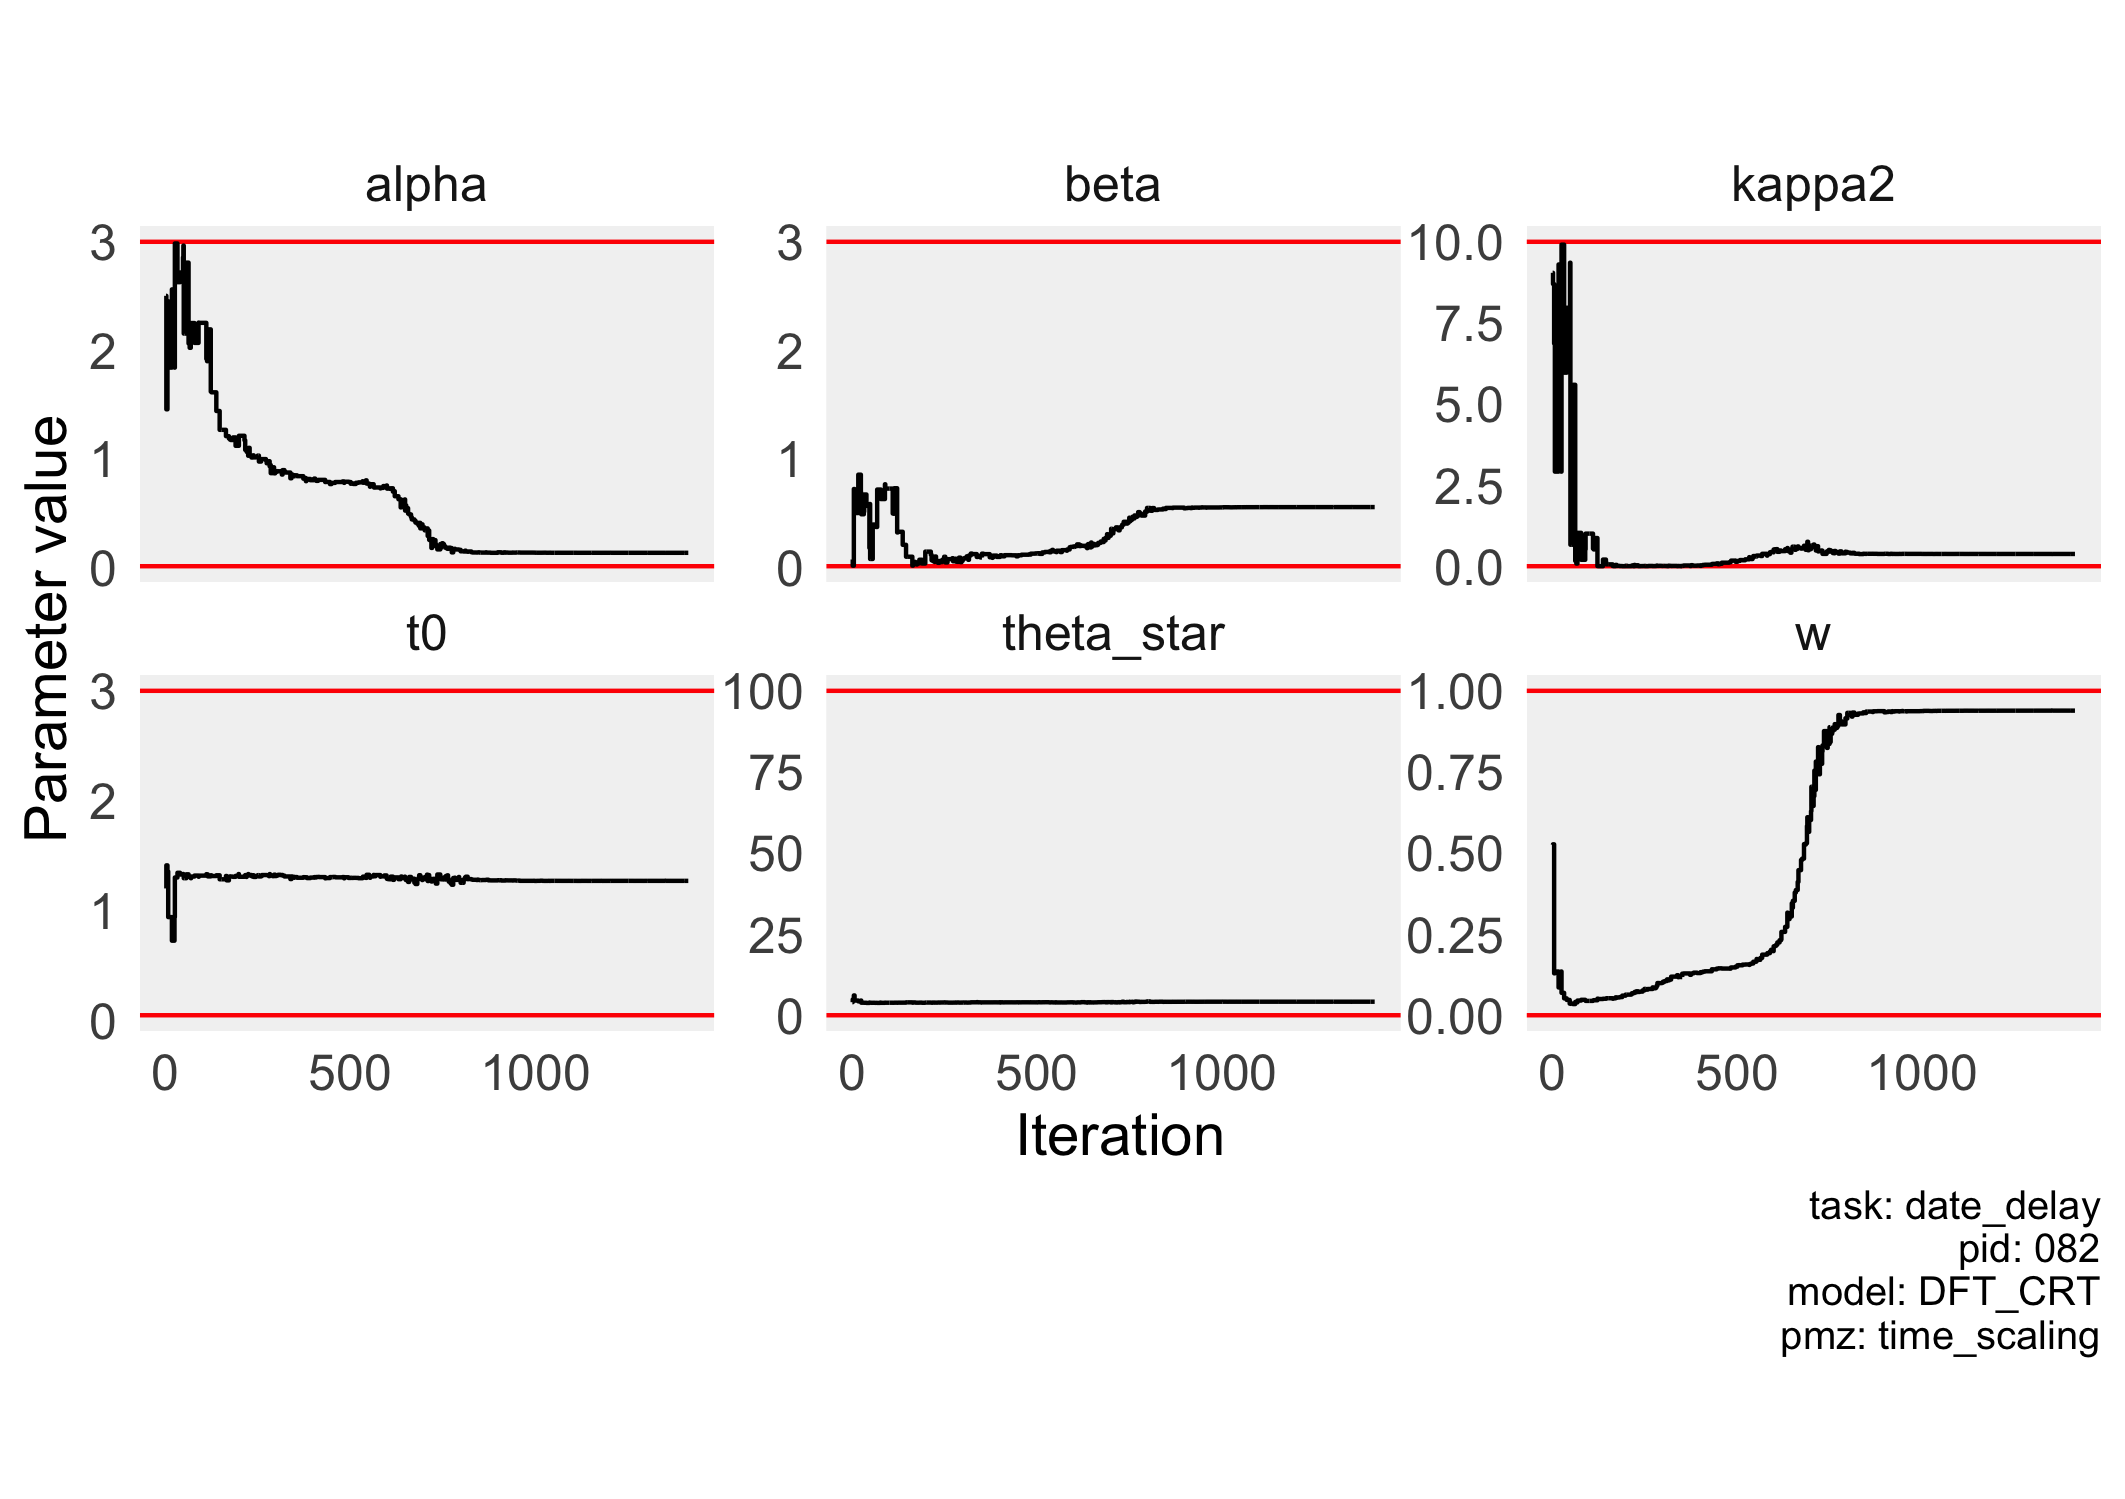 alpha
beta
kappa2
3
2
1
0
3
2
1
0
10.0
7.5
5.0
2.5
0.0
t0
theta_star
w
3
2
1
0
100
75
50
25
0
1.00
0.75
0.50
0.25
0.00
0 500 1000
0 500 1000
0 500 1000
Parameter value
Iteration
task: date_delay
pid: 082
model: DFT_CRT
pmz: time_scaling